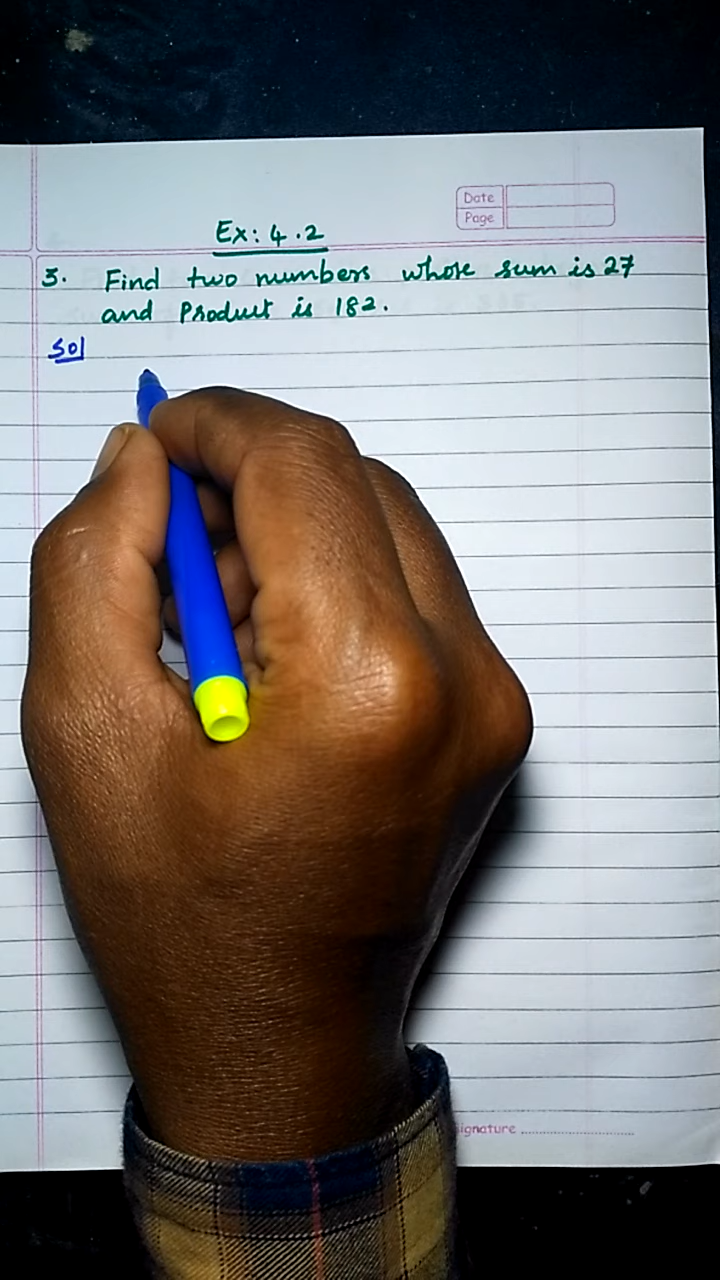 Date
Page
Ex: 4.2
3. Find two numbers whose sum is 27
and Product is 182.
Sol
ignature